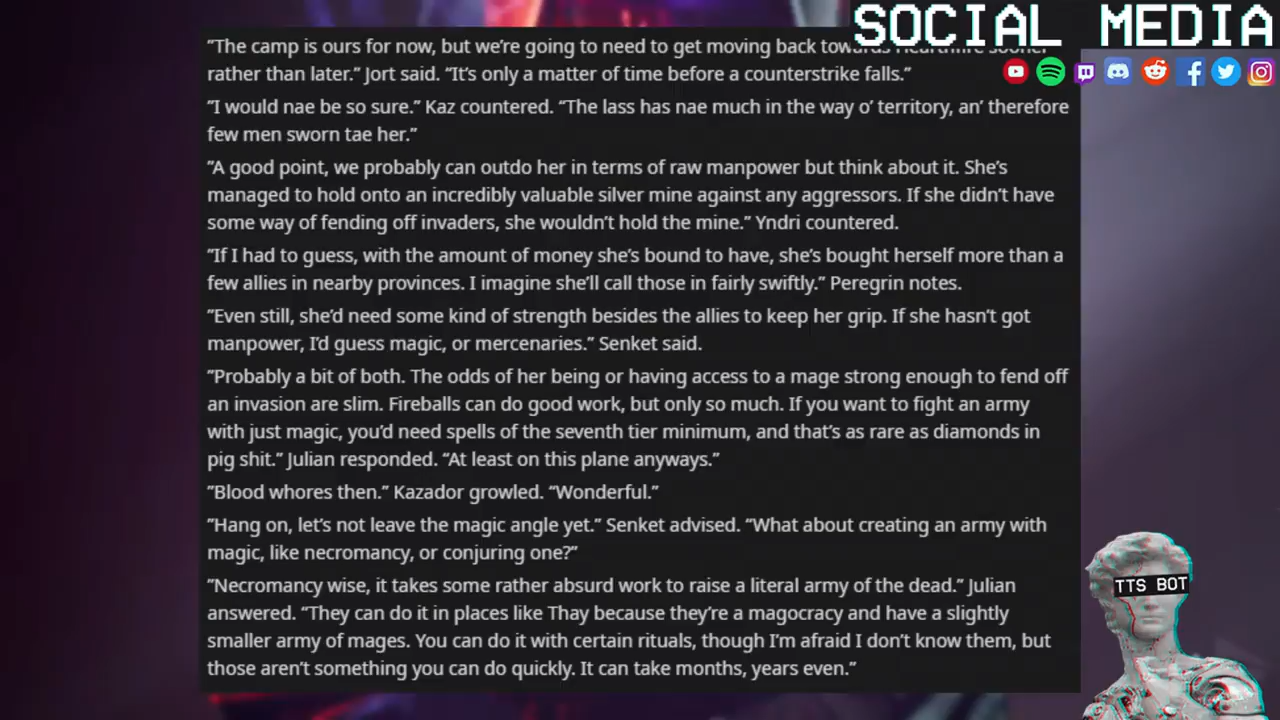 SOCIAL MEDIA
"The camp is ours for now, but we're going to need to get moving back towards Hearthfire sooner
rather than later." Jort said. "It's only a matter of time before a counterstrike falls."
"I would nae be so sure." Kaz countered. "The lass has nae much in the way o' territory, an' therefore
few men sworn tae her."
"A good point, we probably can outdo her in terms of raw manpower but think about it. She's
managed to hold onto an incredibly valuable silver mine against any aggressors. If she didn't have
some way of fending off invaders, she wouldn't hold the mine." Yndri countered.
"If I had to guess, with the amount of money she's bound to have, she's bought herself more than a
few allies in nearby provinces. I imagine she'll call those in fairly swiftly." Peregrin notes.
"Even still, she'd need some kind of strength besides the allies to keep her grip. If she hasn't got
manpower, I'd guess magic, or mercenaries." Senket said.
"Probably a bit of both. The odds of her being or having access to a mage strong enough to fend off
an invasion are slim. Fireballs can do good work, but only so much. If you want to fight an army
with just magic, you'd need spells of the seventh tier minimum, and that's as rare as diamonds in
pig shit." Julian responded. "At least on this plane anyways."
"Blood whores then." Kazador growled. "Wonderful."
"Hang on, let's not leave the magic angle yet." Senket advised. "What about creating an army with
magic, like necromancy, or conjuring one?"
"Necromancy wise, it takes some rather absurd work to raise a literal army of the dead." Julian
answered. "They can do it in places like Thay because they're a magocracy and have a slightly
smaller army of mages. You can do it with certain rituals, though I'm afraid I don't know them, but
those aren't something you can do quickly. It can take months, years even."
TTS BOT